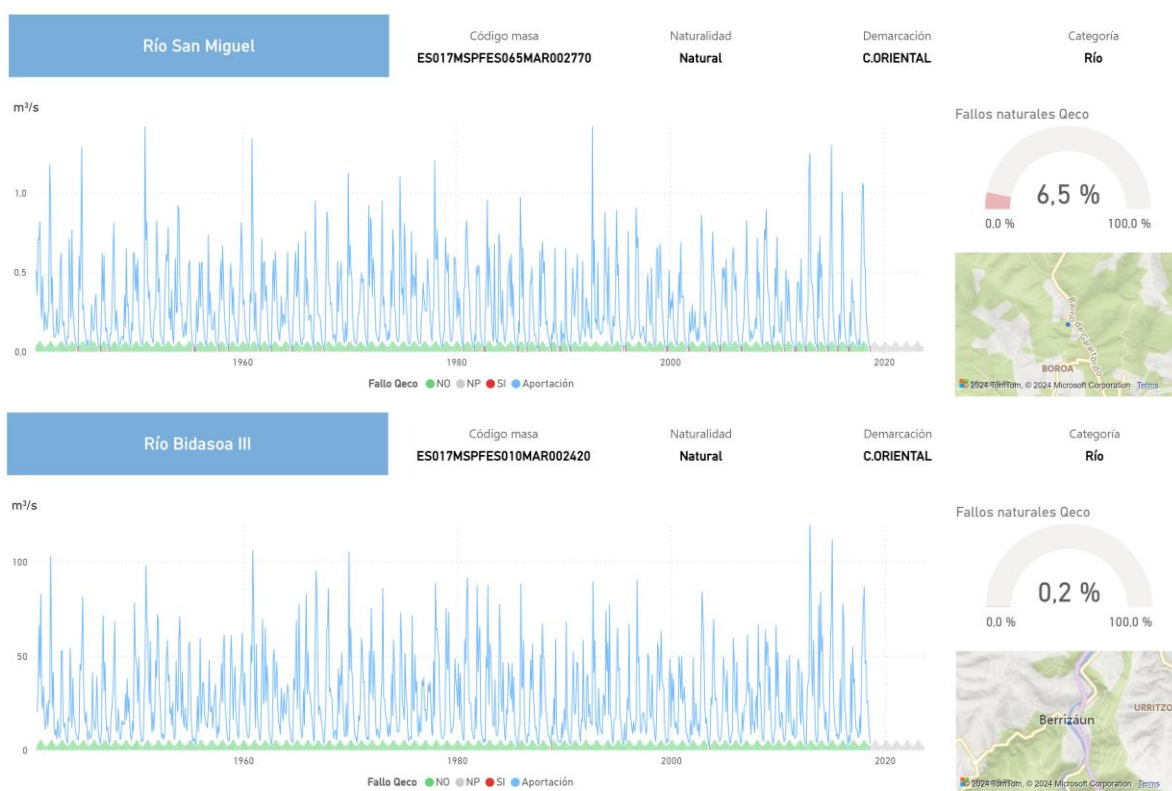 Río San Miguel
Código masa
ES017MSPFES065MAR002770
Naturalidad
Natural
Demarcación
C.ORIENTAL
Categoría
Río
m³/s
1,0
0,5
0,0
1960
1980
2000
2020
Fallo Qeco NO NP SI Aportación
Fallos naturales Qeco
6,5 %
0,0 %
100,0 %
Barrio de Garaitondo
BOROA
© 2024 TomTom, © 2024 Microsoft Corporation Terms
Río Bidasoa III
Código masa
ES017MSPFES010MAR002420
Naturalidad
Natural
Demarcación
C.ORIENTAL
Categoría
Río
m³/s
100
50
0
1960
1980
2000
2020
Fallo Qeco NO NP SI Aportación
Fallos naturales Qeco
0,2 %
0,0 %
100,0 %
Berrizaun
URRITZO
© 2024 TomTom, © 2024 Microsoft Corporation Terms